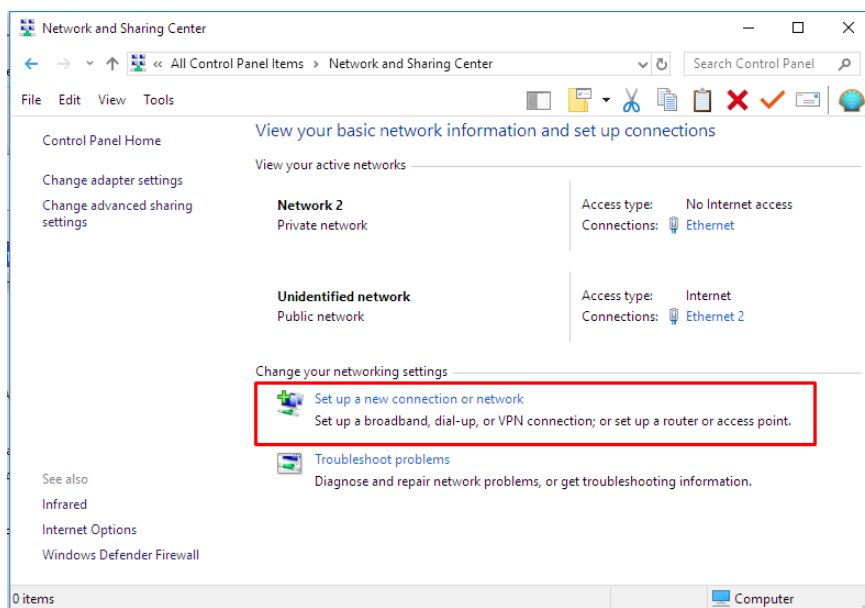 Network and Sharing Center
« All Control Panel Items › Network and Sharing Center
Search Control Panel
File Edit View Tools
Control Panel Home
Change adapter settings
Change advanced sharing
settings
View your basic network information and set up connections
View your active networks
Network 2
Private network
Access type: No Internet access
Connections: Ethernet
Unidentified network
Public network
Access type: Internet
Connections: Ethernet 2
Change your networking settings
Set up a new connection or network
Set up a broadband, dial-up, or VPN connection; or set up a router or access point.
Troubleshoot problems
Diagnose and repair network problems, or get troubleshooting information.
See also
Infrared
Internet Options
Windows Defender Firewall
0 items
Computer